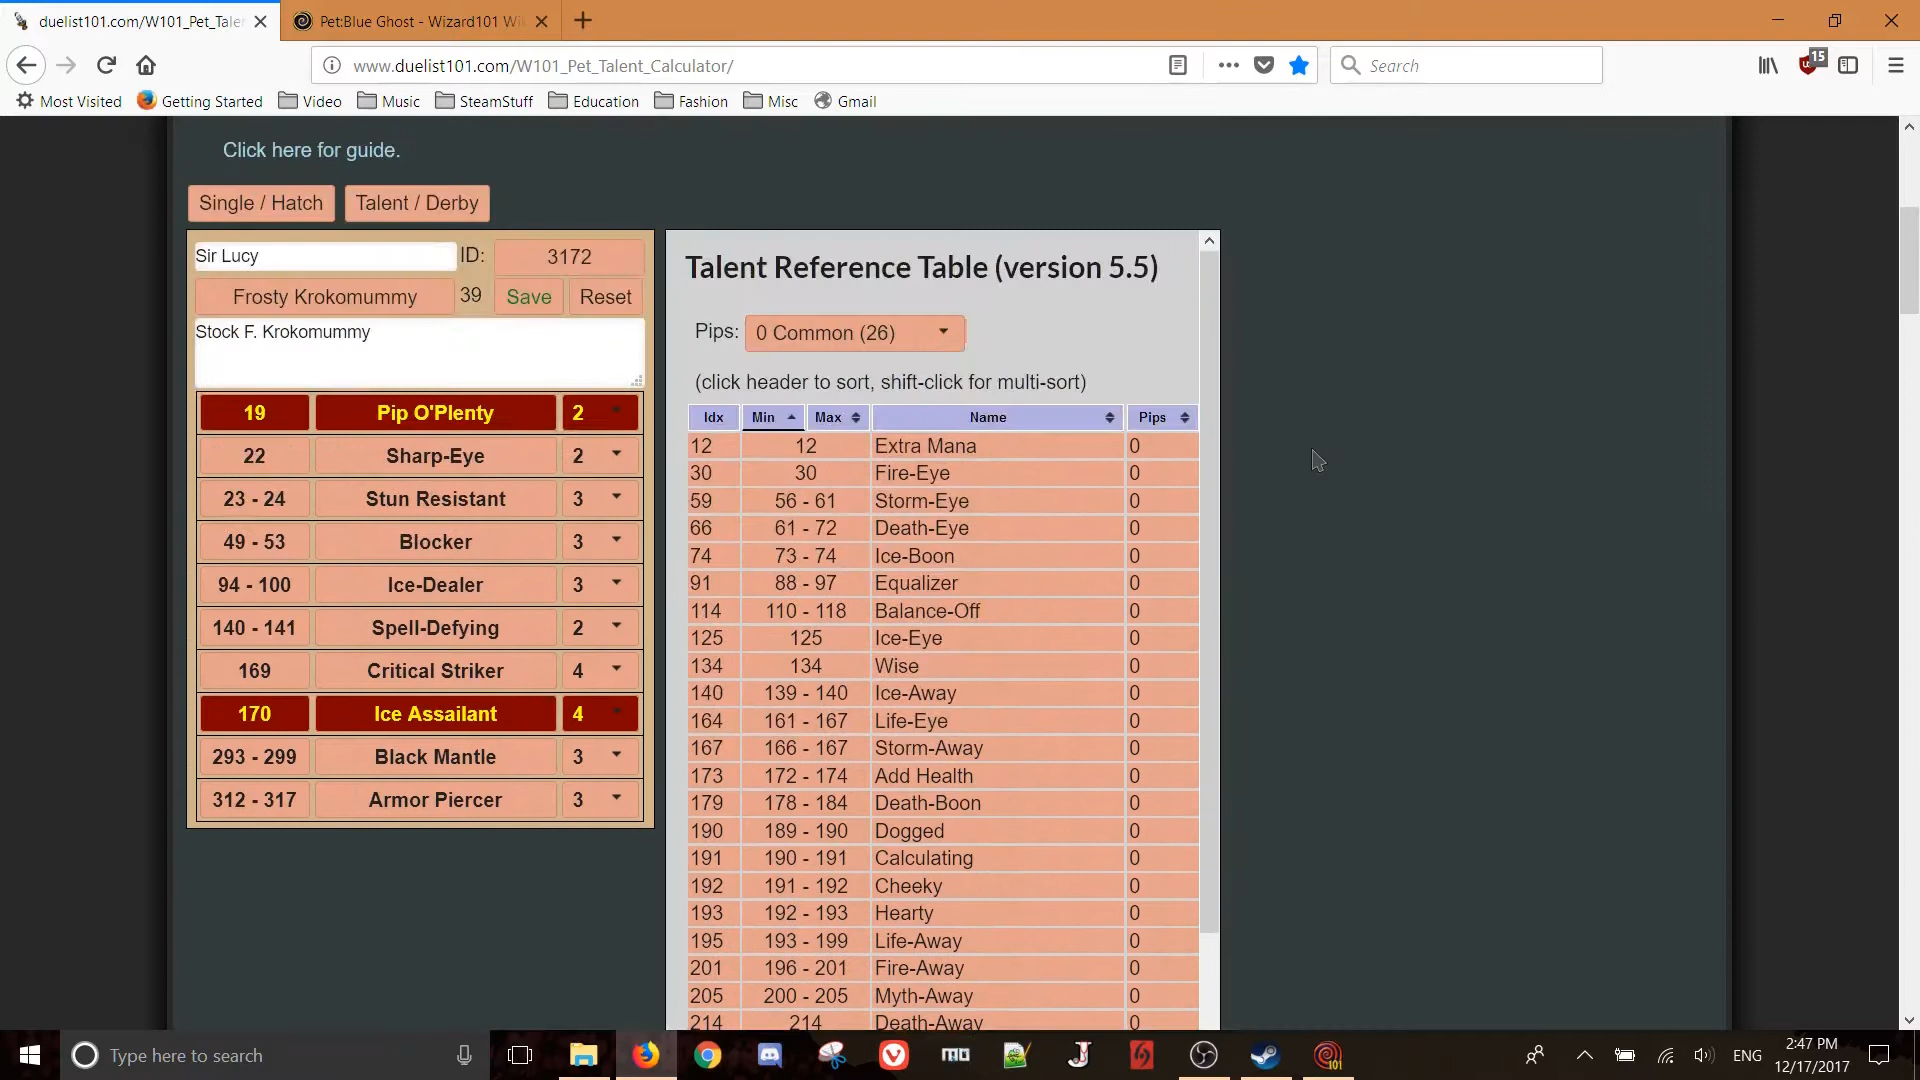 duelist101.com/W101_Pet_Tale
Pet:Blue Ghost - Wizard101 Wi
www.duelist101.com/W101_Pet_Talent_Calculator/
Search
15
Most Visited
Getting Started
Video
Music
SteamStuff
Education
Fashion
Misc
Gmail
Click here for guide.
Single / Hatch
Talent / Derby
Sir Lucy
ID:
3172
Frosty Krokomummy
39
Save
Reset
Stock F. Krokomummy
19 Pip O'Plenty 2
22 Sharp-Eye 2
23 - 24 Stun Resistant 3
49 - 53 Blocker 3
94 - 100 Ice-Dealer 3
140 - 141 Spell-Defying 2
169 Critical Striker 4
170 Ice Assailant 4
293 - 299 Black Mantle 3
312 - 317 Armor Piercer 3
Talent Reference Table (version 5.5)
Pips: 0 Common (26)
(click header to sort, shift-click for multi-sort)
Idx Min Max Name Pips
12 12 Extra Mana 0
30 30 Fire-Eye 0
59 56 - 61 Storm-Eye 0
66 61 - 72 Death-Eye 0
74 73 - 74 Ice-Boon 0
91 88 - 97 Equalizer 0
114 110 - 118 Balance-Off 0
125 125 Ice-Eye 0
134 134 Wise 0
140 139 - 140 Ice-Away 0
164 161 - 167 Life-Eye 0
167 166 - 167 Storm-Away 0
173 172 - 174 Add Health 0
179 178 - 184 Death-Boon 0
190 189 - 190 Dogged 0
191 190 - 191 Calculating 0
192 191 - 192 Cheeky 0
193 192 - 193 Hearty 0
195 193 - 199 Life-Away 0
201 196 - 201 Fire-Away 0
205 200 - 205 Myth-Away 0
214 214 Death-Away 0
Type here to search
101
ENG
2:47 PM
12/17/2017